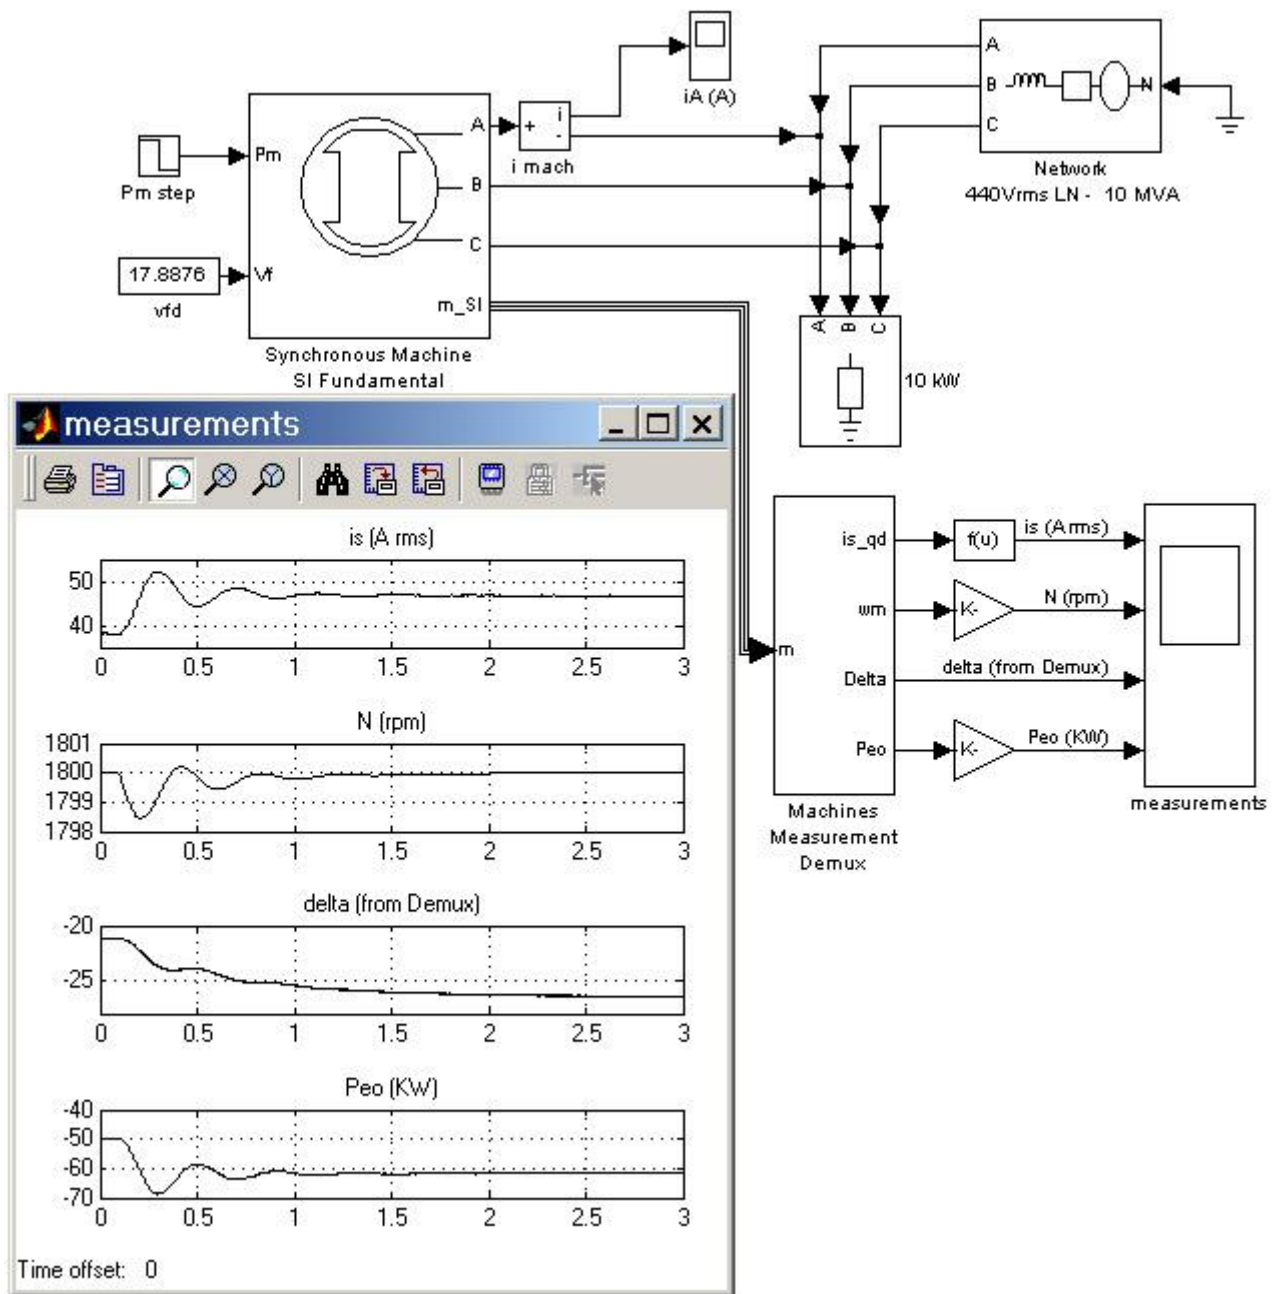 A
B
C
N
Network
440Vrms LN - 10 MVA
iA (A)
+
i
-
i mach
Pm step
17.8876
vfd
Pm
Vf
A
B
C
m_SI
Synchronous Machine
SI Fundamental
A
B
C
10 kW
m
is_qd
wm
Delta
Peo
Machines
Measurement
Demux
f(u)
K-
K-
is (A rms)
N (rpm)
delta (from Demux)
Peo (KW)
measurements
measurements
is (A rms)
50
40
0 0.5 1 1.5 2 2.5 3
N (rpm)
1801
1800
1799
1798
0 0.5 1 1.5 2 2.5 3
delta (from Demux)
-20
-25
0 0.5 1 1.5 2 2.5 3
Peo (KW)
-40
-50
-60
-70
0 0.5 1 1.5 2 2.5 3
Time offset: 0